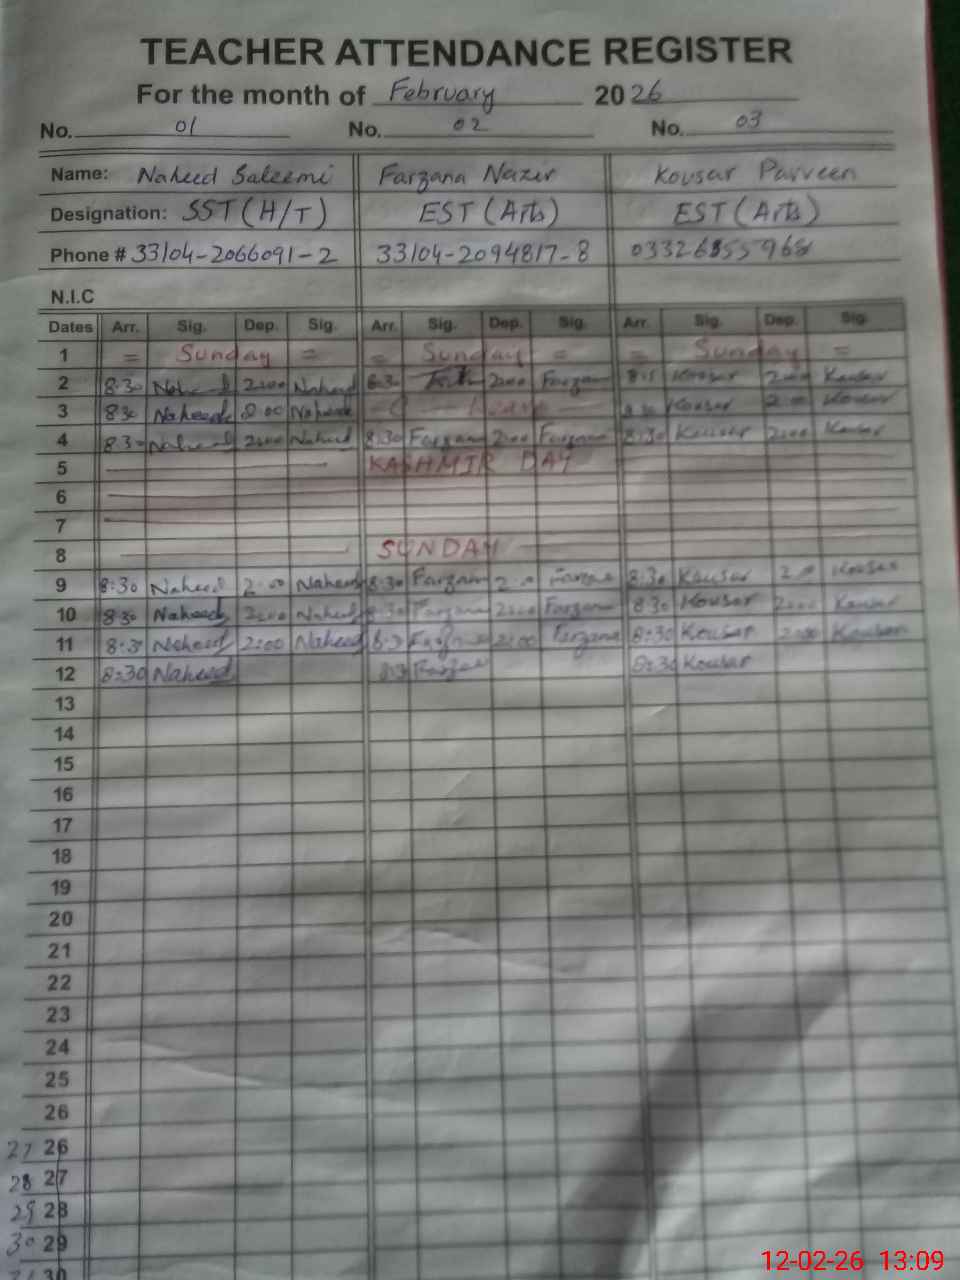 TEACHER ATTENDANCE REGISTER
For the month of February 2026
No. 01 No. 02 No. 03
Name: Naheed Saleemi Farzana Nazir Kousar Parveen
Designation: SST(H/T) EST(Arts) EST(Arts)
Phone # 33104-2066091-2 33104-2094817-8
N.I.C
Dates Arr. Sig. Dep. Sig. Arr. Sig. Dep. Sig. Arr. Sig. Dep. Sig.
1 = Sunday = = Sunday = = Sunday =
2 8:30 Naheed 2:00 Naheed 8:30 2:00 Farzana Kousar 2:00 Kousar
3 8:30 Naheed Naheed Leave Kousar 2:00 Kousar
4 8:30 Naheed 2:00 Naheed 8:30 Farzana 2:00 Farzana 8:30 Kousar 2:00 Kousar
5 KASHMIR DAY
6
7
8 SUNDAY
9 8:30 Naheed 2:00 Naheed 8:30 Farzana 2:00 Farzana 8:30 Kousar 2:00 Kousar
10 8:30 Naheed 2:00 Naheed 8:30 Farzana 2:00 Farzana 8:30 Kousar 2:00 Kousar
11 8:30 Naheed 2:00 Naheed 8:30 Farzana 2:00 Farzana 8:30 Kousar 2:00 Kousar
12 8:30 Naheed 8:30 Farzana 8:30 Kousar
13
14
15
16
17
18
19
20
21
22
23
24
25
26
27 26
28 27
29 28
30 29
31 30
12-02-26 13:09